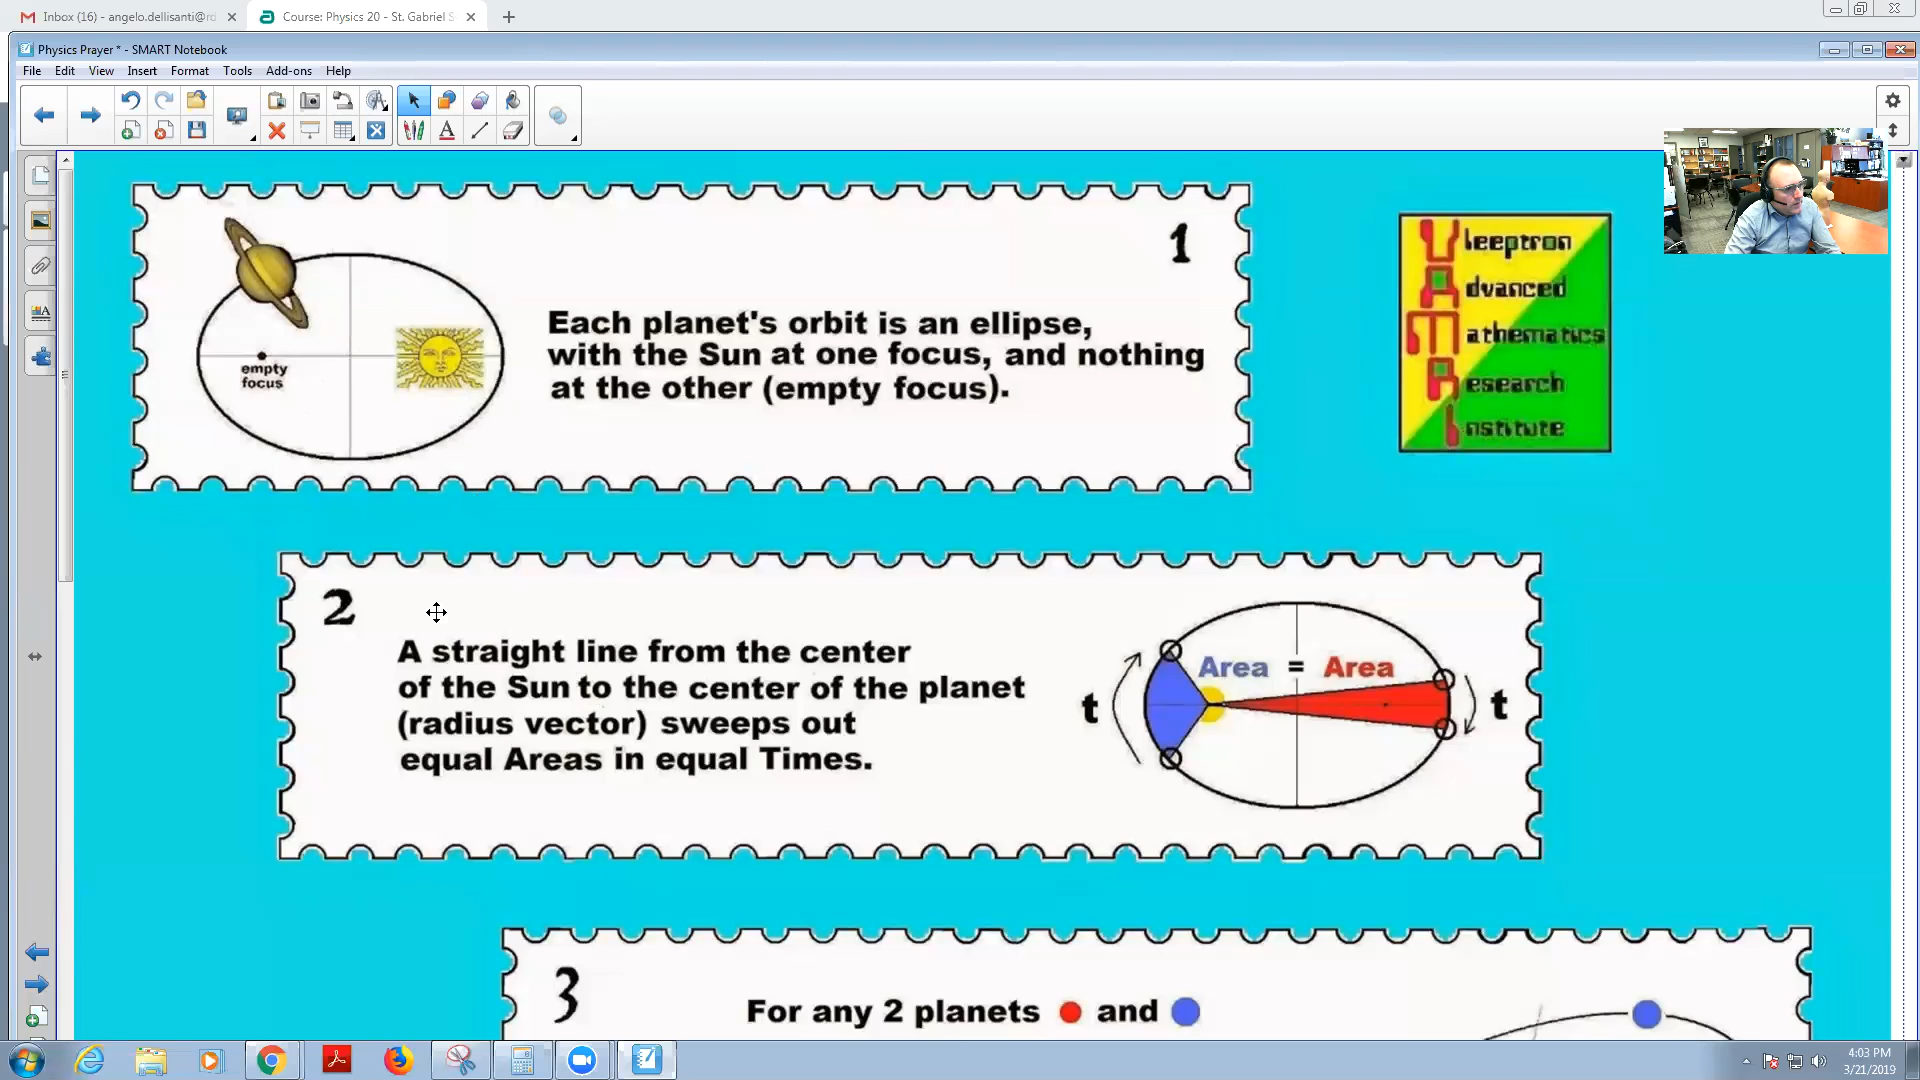 Inbox (16) - angelo.dellisanti@rd
Course: Physics 20 - St. Gabriel S
Physics Prayer * - SMART Notebook
File Edit View Insert Format Tools Add-ons Help
1
empty
focus
Each planet's orbit is an ellipse,
with the Sun at one focus, and nothing
at the other (empty focus).
Vleeptron
Advanced
Mathematics
Research
Institute
2
A straight line from the center
of the Sun to the center of the planet
(radius vector) sweeps out
equal Areas in equal Times.
Area = Area
t
t
3
For any 2 planets and
4:03 PM
3/21/2019